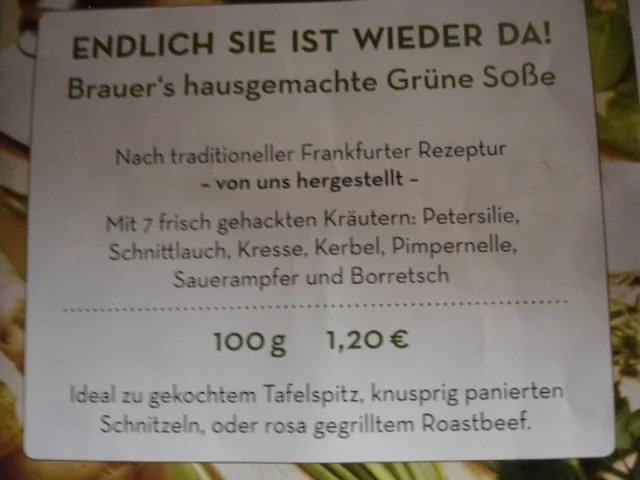 ENDLICH SIE IST WIEDER DA!
Brauer's hausgemachte Grüne Soße
Nach traditioneller Frankfurter Rezeptur
– von uns hergestellt –
Mit 7 frisch gehackten Kräutern: Petersilie,
Schnittlauch, Kresse, Kerbel, Pimpernelle,
Sauerampfer und Borretsch
100 g 1,20 €
Ideal zu gekochtem Tafelspitz, knusprig panierten
Schnitzeln, oder rosa gegrilltem Roastbeef.